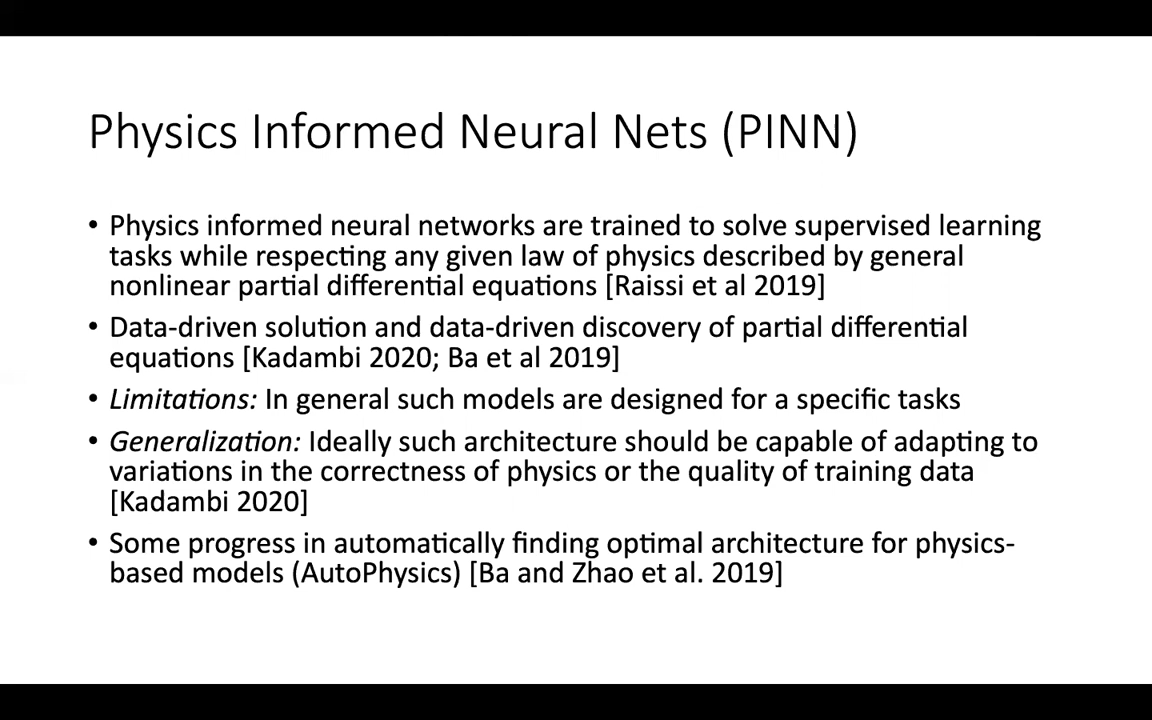 Physics Informed Neural Nets (PINN)
• Physics informed neural networks are trained to solve supervised learning
tasks while respecting any given law of physics described by general
nonlinear partial differential equations [Raissi et al 2019]
• Data-driven solution and data-driven discovery of partial differential
equations [Kadambi 2020; Ba et al 2019]
• Limitations: In general such models are designed for a specific tasks
• Generalization: Ideally such architecture should be capable of adapting to
variations in the correctness of physics or the quality of training data
[Kadambi 2020]
• Some progress in automatically finding optimal architecture for physics-
based models (AutoPhysics) [Ba and Zhao et al. 2019]